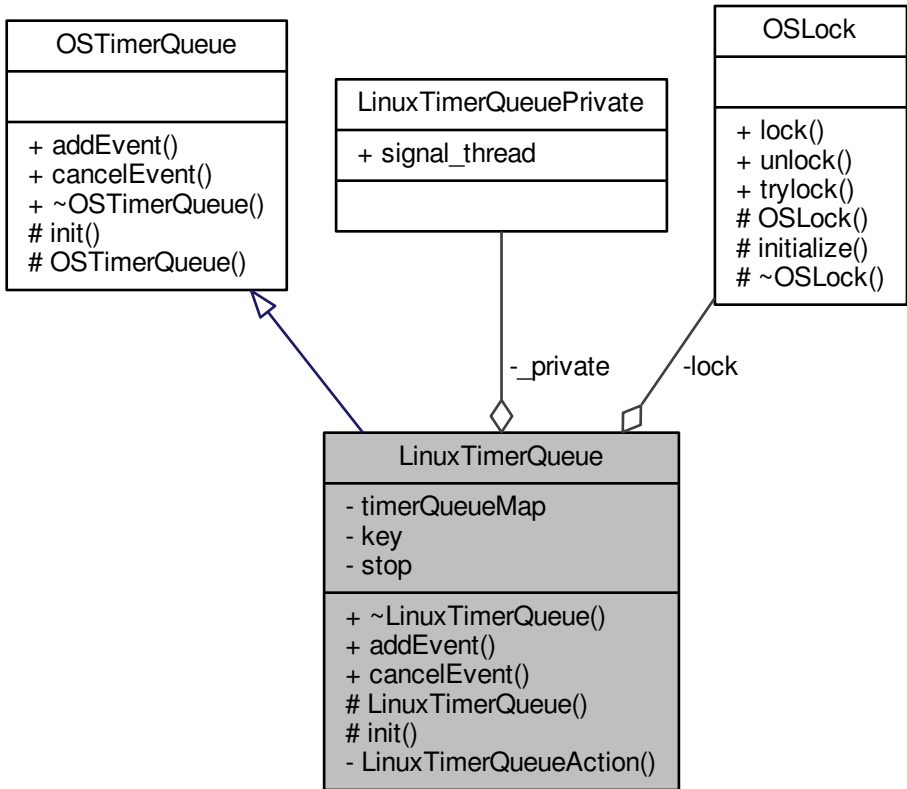 OSTimerQueue
+ addEvent()
+ cancelEvent()
+ ~OSTimerQueue()
# init()
# OSTimerQueue()
LinuxTimerQueuePrivate
+ signal_thread
OSLock
+ lock()
+ unlock()
+ trylock()
# OSLock()
# initialize()
# ~OSLock()
-_private
-lock
LinuxTimerQueue
- timerQueueMap
- key
- stop
+ ~LinuxTimerQueue()
+ addEvent()
+ cancelEvent()
# LinuxTimerQueue()
# init()
- LinuxTimerQueueAction()